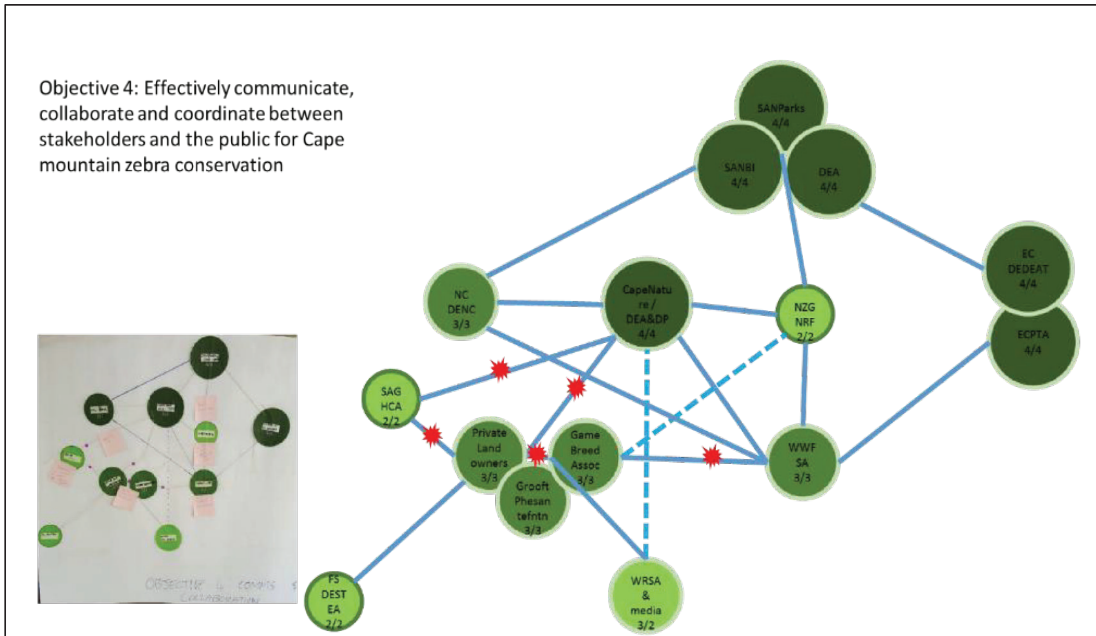 Objective 4: Effectively communicate,
collaborate and coordinate between
stakeholders and the public for Cape
mountain zebra conservation
SANParks
4/4
SANBI
4/4
DEA
4/4
EC
DEDEAT
4/4
ECPTA
4/4
NC
DENC
3/3
CapeNatu
re /
DEA&DP
4/4
NZG
NRF
2/2
SAG
HCA
2/2
Private
Land
owners
3/3
Game
Breed
Assoc
3/3
Grooft
Phesan
tefntn
3/3
WWF
SA
3/3
FS
DEST
EA
2/2
WRSA
&
media
3/2
OBJECTIVE 4 COMMS &
COLLABORATION